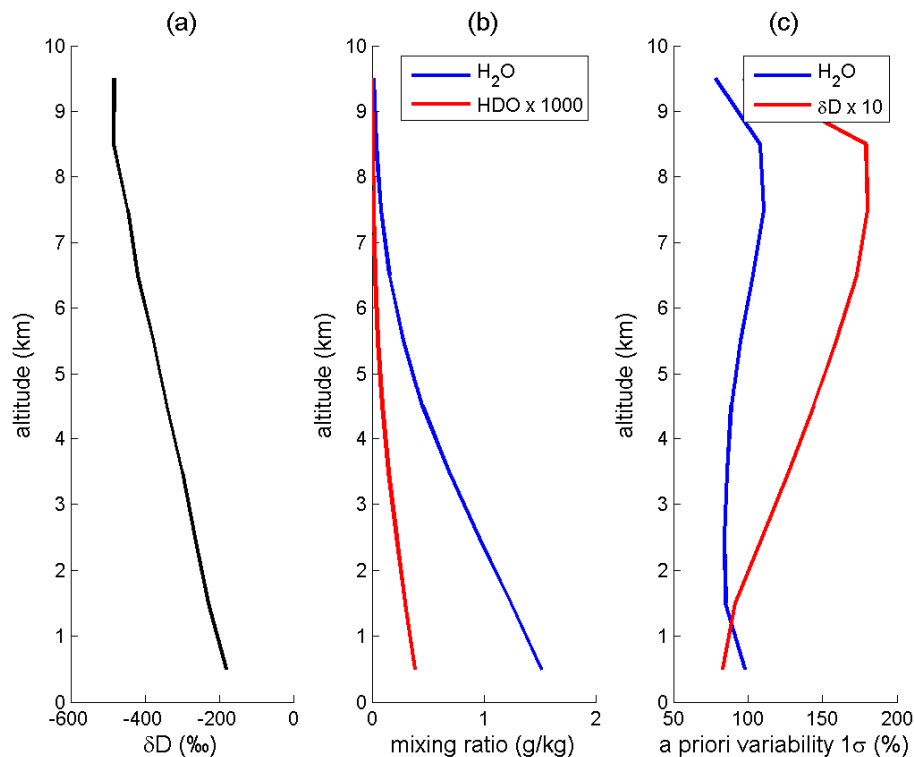 (a)
10
9
8
7
6
5
4
3
2
1
0
altitude (km)
-600 -400 -200 0
δD (‰)
(b)
H₂O
HDO x 1000
10
9
8
7
6
5
4
3
2
1
0
altitude (km)
0 1 2
mixing ratio (g/kg)
(c)
H₂O
δD x 10
10
9
8
7
6
5
4
3
2
1
0
altitude (km)
50 100 150 200
a priori variability 1σ (%)